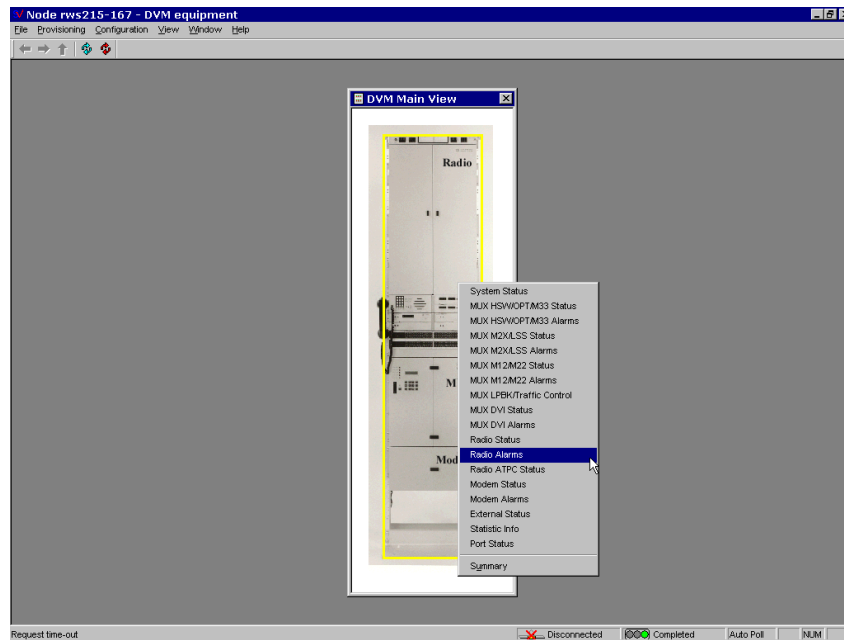 Node rws215-167 - DVM equipment
File Provisioning Configuration View Window Help
DVM Main View
Radio
M
Mod
System Status
MUX HSW/OPT/M33 Status
MUX HSW/OPT/M33 Alarms
MUX M2X/LSS Status
MUX M2X/LSS Alarms
MUX M12/M22 Status
MUX M12/M22 Alarms
MUX LPBK/Traffic Control
MUX DVI Status
MUX DVI Alarms
Radio Status
Radio Alarms
Radio ATPC Status
Modem Status
Modem Alarms
External Status
Statistic Info
Port Status
Summary
Request time-out Disconnected Completed Auto Poll NUM